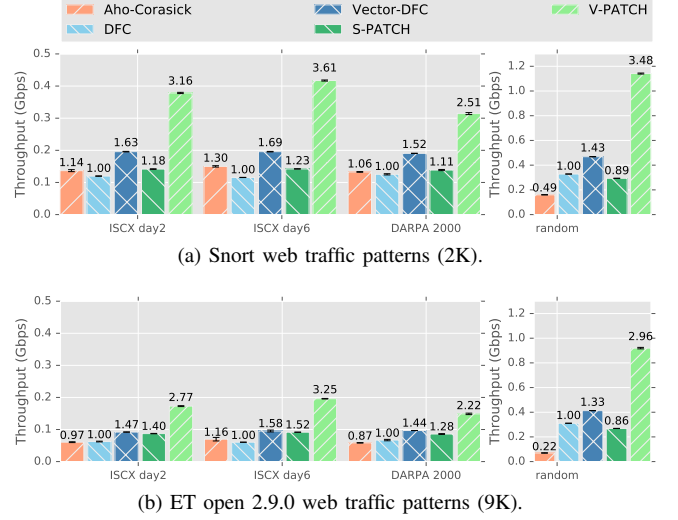 Aho-Corasick Vector-DFC V-PATCH
DFC S-PATCH
Throughput (Gbps)
0.5
0.4
0.3
0.2
0.1
0.0
1.14 1.00 1.63 1.18 3.16
1.30 1.00 1.69 1.23 3.61
1.06 1.00 1.52 1.11 2.51
ISCX day2 ISCX day6 DARPA 2000
Throughput (Gbps)
1.2
1.0
0.8
0.6
0.4
0.2
0.0
0.49 1.00 1.43 0.89 3.48
random
(a) Snort web traffic patterns (2K).
Throughput (Gbps)
0.5
0.4
0.3
0.2
0.1
0.0
0.97 1.00 1.47 1.40 2.77
1.16 1.00 1.58 1.52 3.25
0.87 1.00 1.44 1.28 2.22
ISCX day2 ISCX day6 DARPA 2000
Throughput (Gbps)
1.2
1.0
0.8
0.6
0.4
0.2
0.0
0.22 1.00 1.33 0.86 2.96
random
(b) ET open 2.9.0 web traffic patterns (9K).